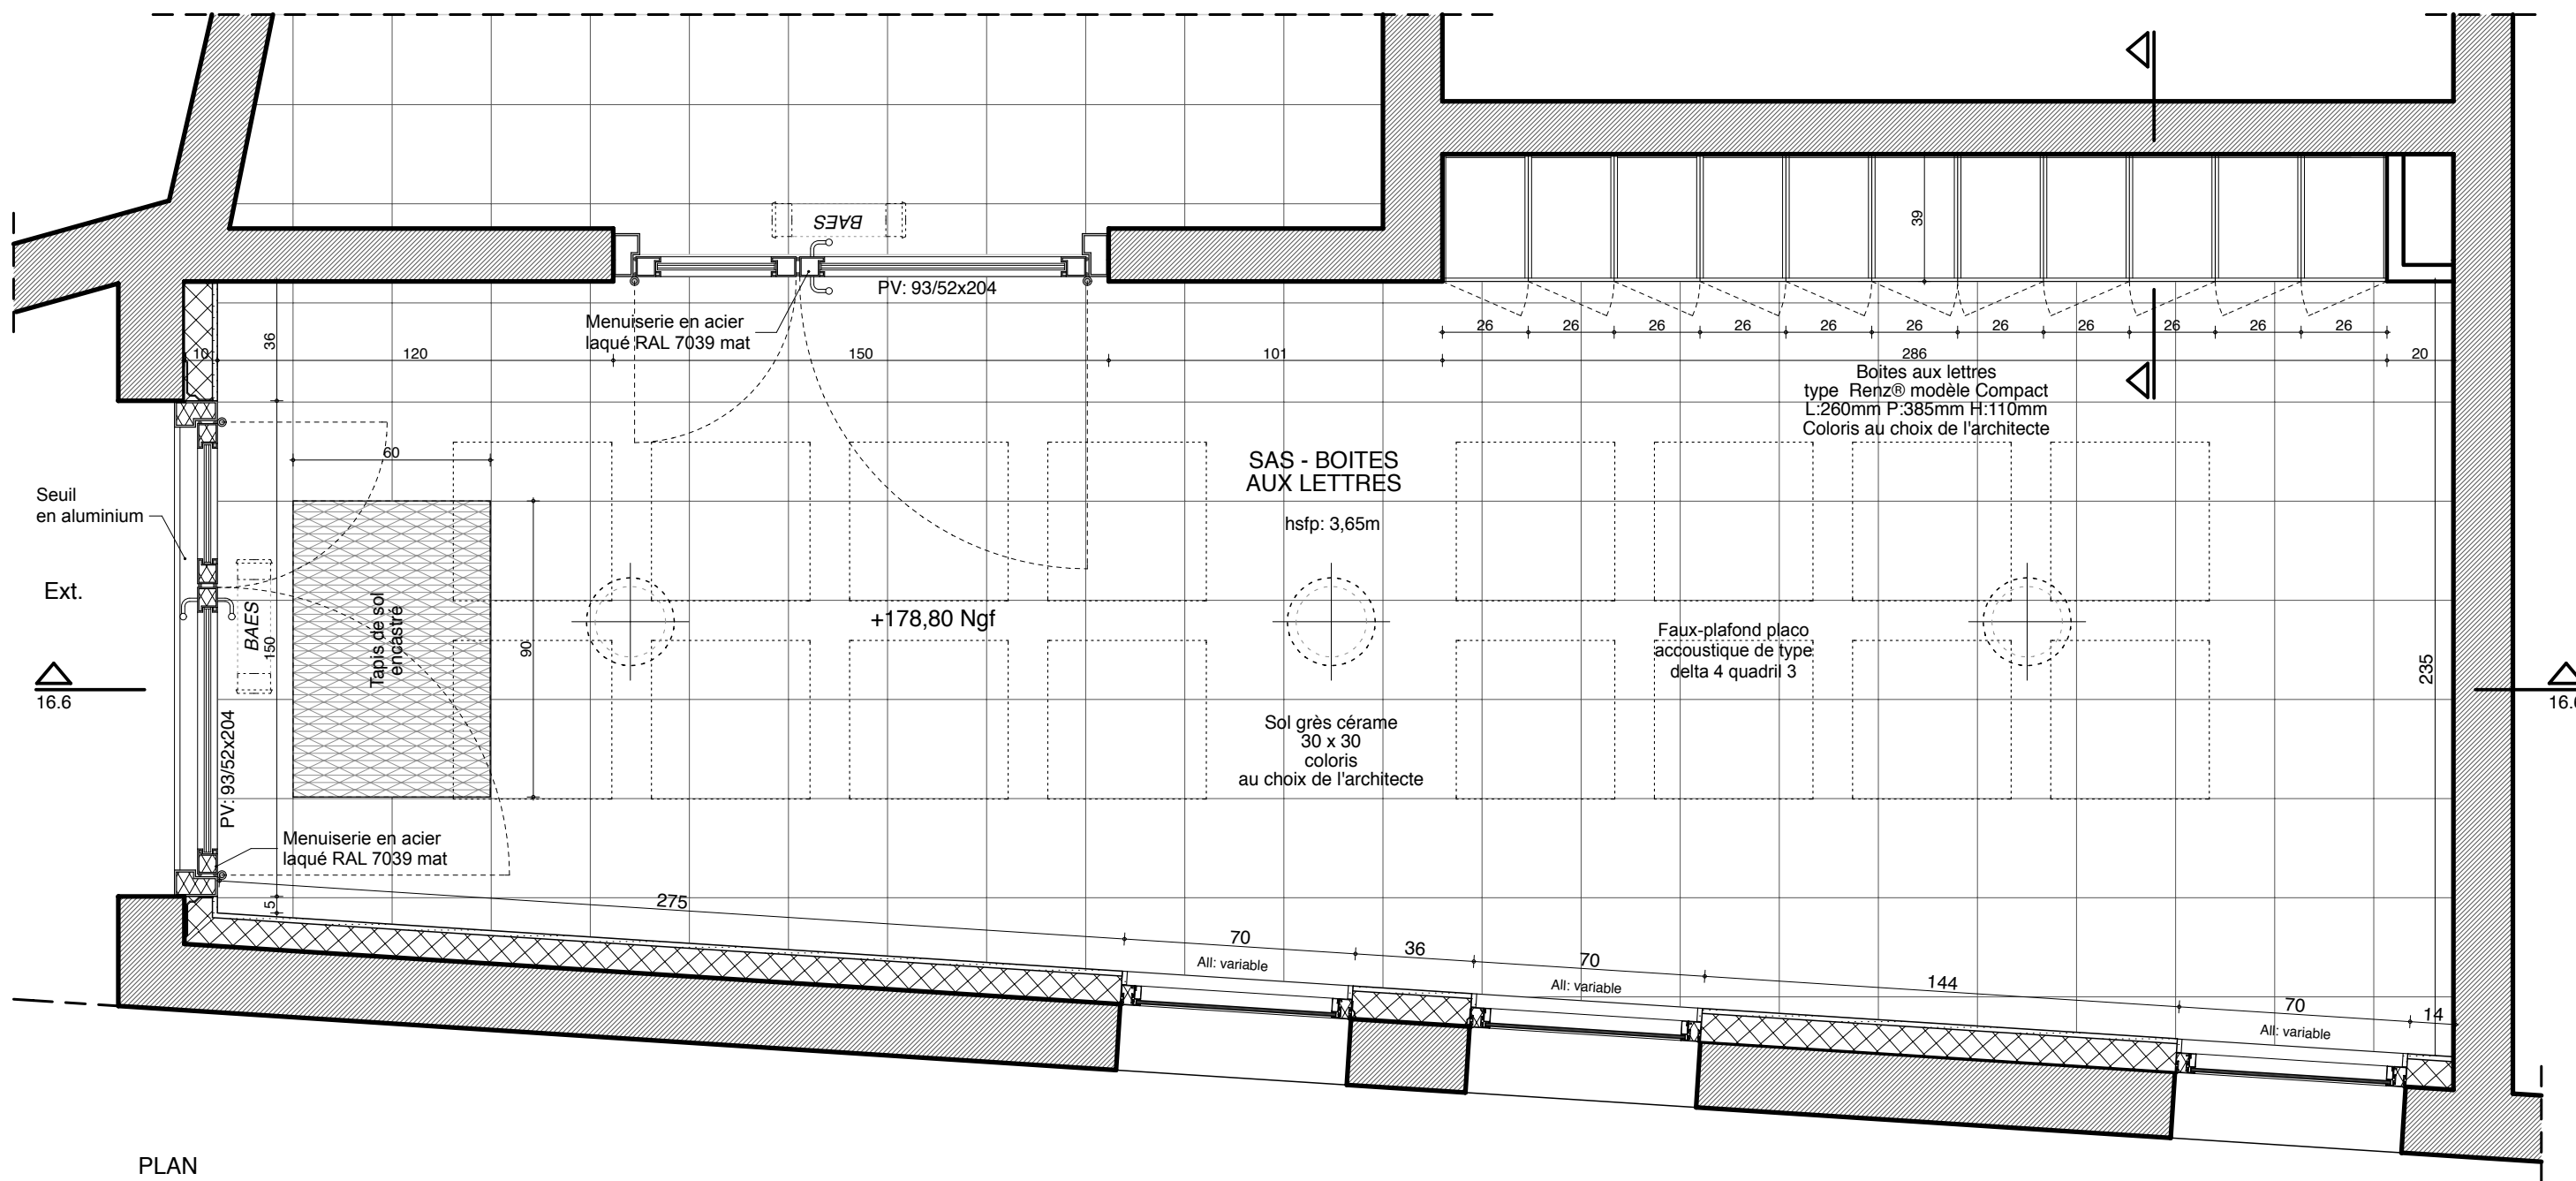 BAES
39
PV: 93/52x204
Menuiserie en acier
laqué RAL 7039 mat
26
26
26
26
26
26
26
26
26
26
26
10
120
150
101
286
20
36
Boites aux lettres
type Renz® modèle Compact
L:260mm P:385mm H:110mm
Coloris au choix de l'architecte
60
SAS - BOITES
AUX LETTRES
hsfp: 3,65m
Seuil
en aluminium
Ext.
BAES
150
Tapis de sol
encastré
90
+178,80 Ngf
Faux-plafond placo
accoustique de type
delta 4 quadril 3
235
16.6
16.6
PV: 93/52x204
Sol grès cérame
30 x 30
coloris
au choix de l'architecte
Menuiserie en acier
laqué RAL 7039 mat
5
275
70
All: variable
36
70
All: variable
144
70
All: variable
14
PLAN